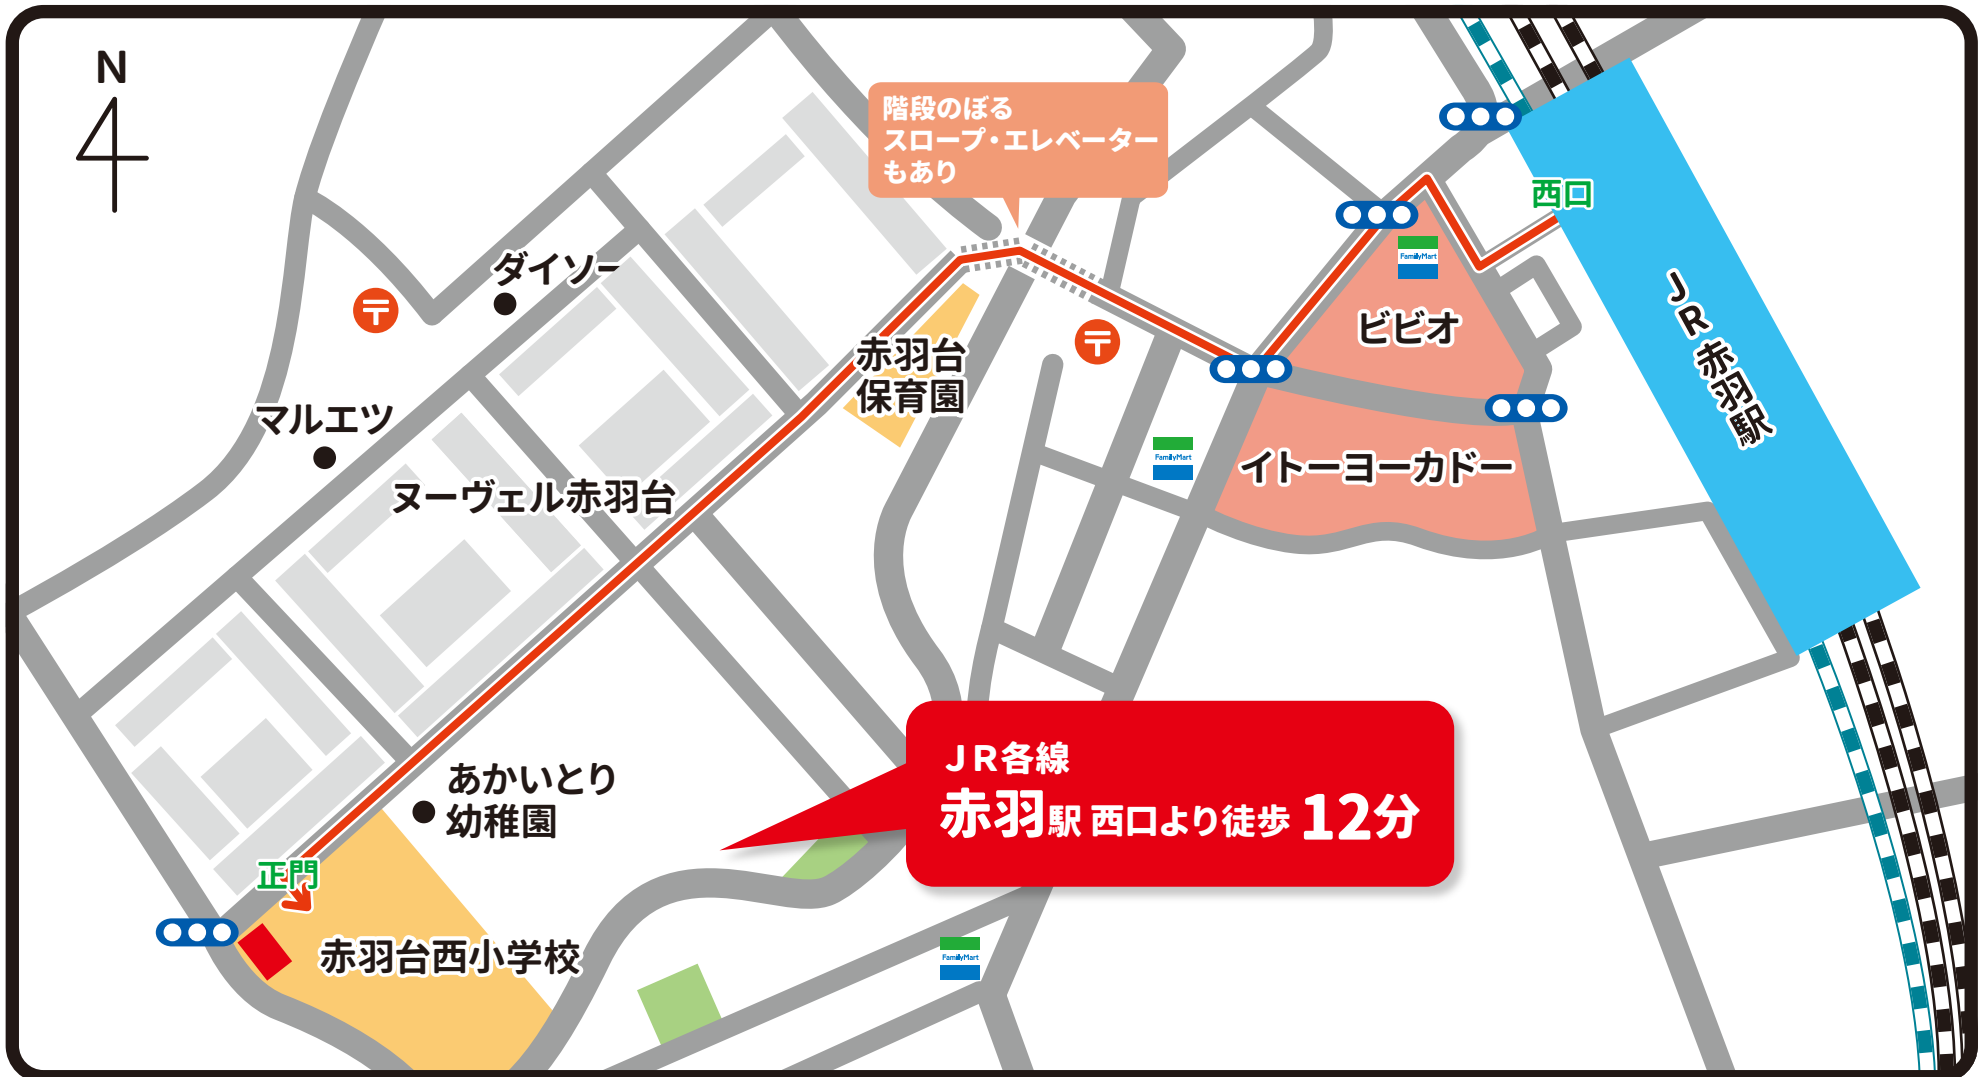 N
階段のぼる
スロープ・エレベーター
もあり
西口
ダイソー
FamilyMart
ビビオ
JR赤羽駅
赤羽台
保育園
マルエツ
FamilyMart
イトーヨーカドー
ヌーヴェル赤羽台
JR各線
赤羽駅 西口より徒歩 12分
あかいとり
幼稚園
正門
赤羽台西小学校
FamilyMart